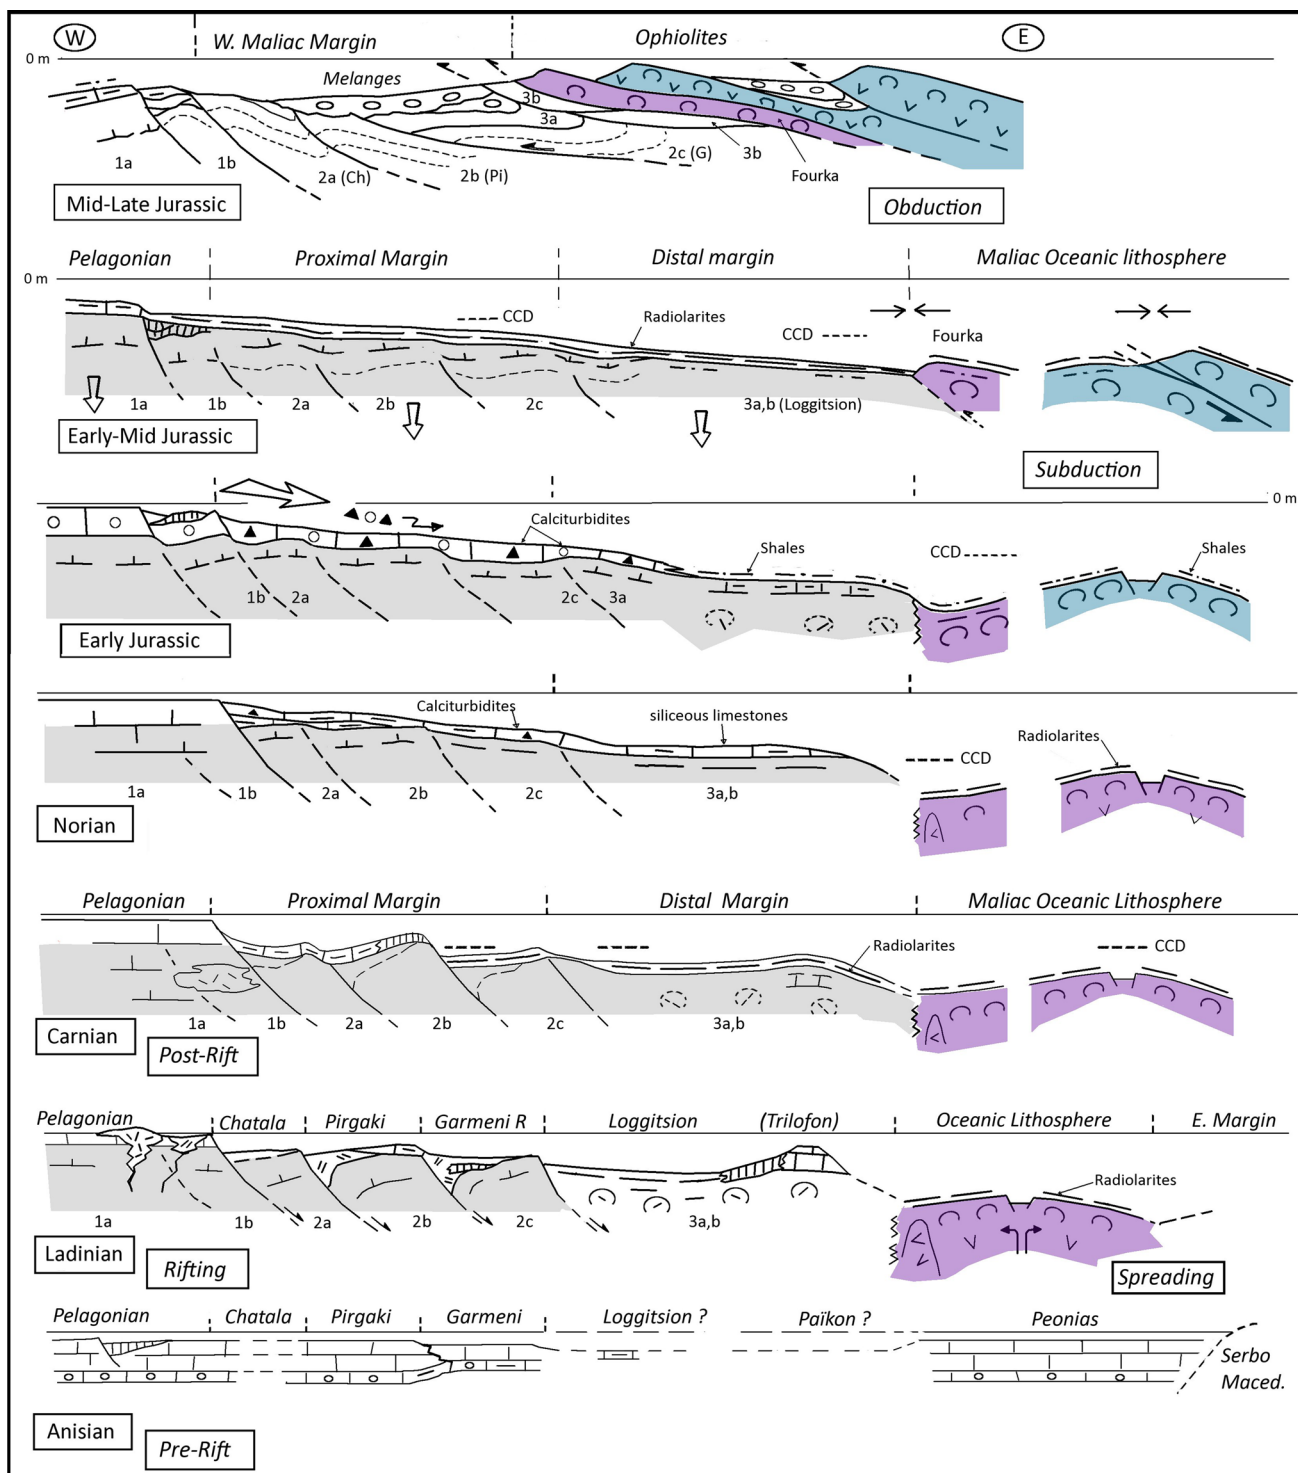 W
W. Maliac Margin
Ophiolites
E
0 m
Melanges
3b
3a
1a
1b
2a (Ch)
2b (Pi)
2c (G)
3b
Fourka
Mid-Late Jurassic
Obduction
Pelagonian
Proximal Margin
Distal margin
Maliac Oceanic lithosphere
0 m
CCD
Radiolarites
CCD
Fourka
1a
1b
2a
2b
2c
3a,b (Loggitsion)
Early-Mid Jurassic
Subduction
0 m
Calciturbidites
Shales
CCD
Shales
1b
2a
2c
3a
Early Jurassic
Calciturbidites
siliceous limestones
CCD
Radiolarites
1a
1b
2a
2b
2c
3a,b
Norian
Pelagonian
Proximal Margin
Distal Margin
Maliac Oceanic Lithosphere
Radiolarites
CCD
1a
1b
2a
2b
2c
3a,b
Carnian
Post-Rift
Pelagonian
Chatala
Pirgaki
Garmeni R
Loggitsion
(Trilofon)
Oceanic Lithosphere
E. Margin
Radiolarites
1a
1b
2a
2b
2c
3a,b
Ladinian
Rifting
Spreading
Pelagonian
Chatala
Pirgaki
Garmeni
Loggitsion ?
Païkon ?
Peonias
Serbo
Maced.
Anisian
Pre-Rift